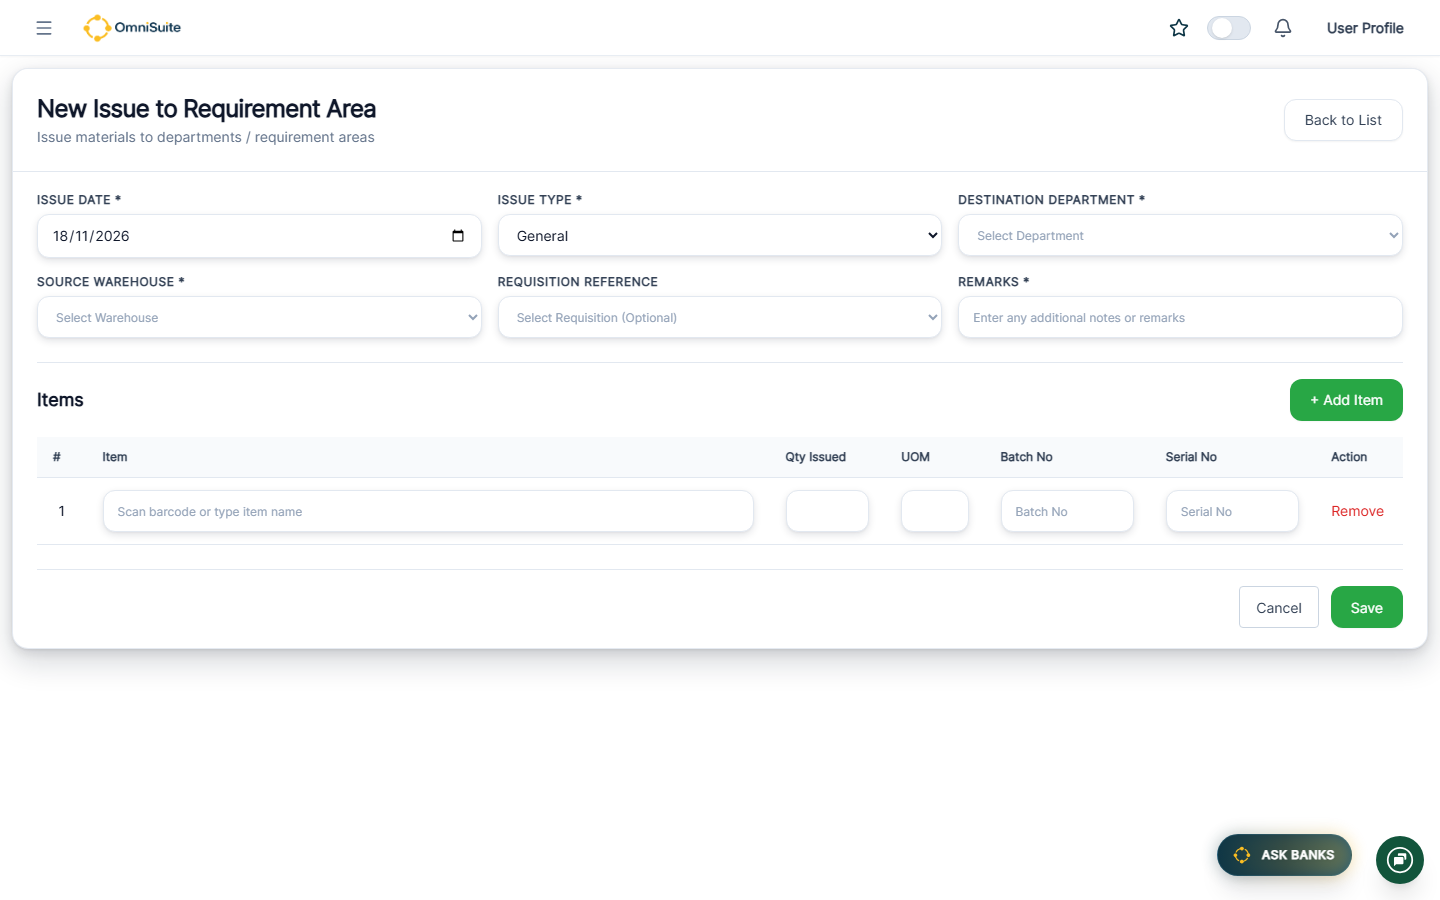 OmniSuite
User Profile
New Issue to Requirement Area
Issue materials to departments / requirement areas
Back to List
ISSUE DATE *
ISSUE TYPE *
DESTINATION DEPARTMENT *
18/11/2026
General
Select Department
SOURCE WAREHOUSE *
REQUISITION REFERENCE
REMARKS *
Select Warehouse
Select Requisition (Optional)
Enter any additional notes or remarks
Items
+ Add Item
# Item Qty Issued UOM Batch No Serial No Action
1 Scan barcode or type item name Batch No Serial No Remove
Cancel
Save
ASK BANKS